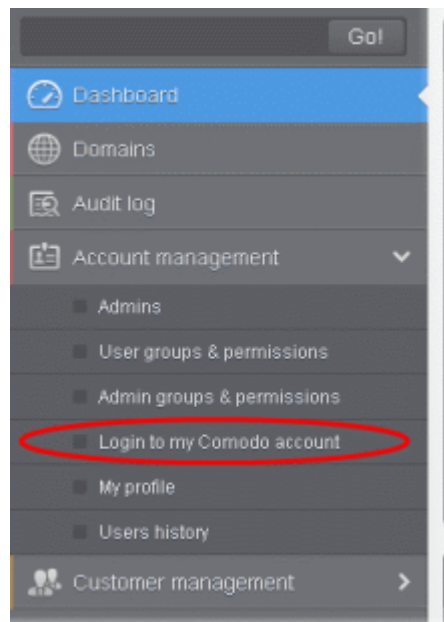 Go!
Dashboard
Domains
Audit log
Account management
Admins
User groups & permissions
Admin groups & permissions
Login to my Comodo account
My profile
Users history
Customer management